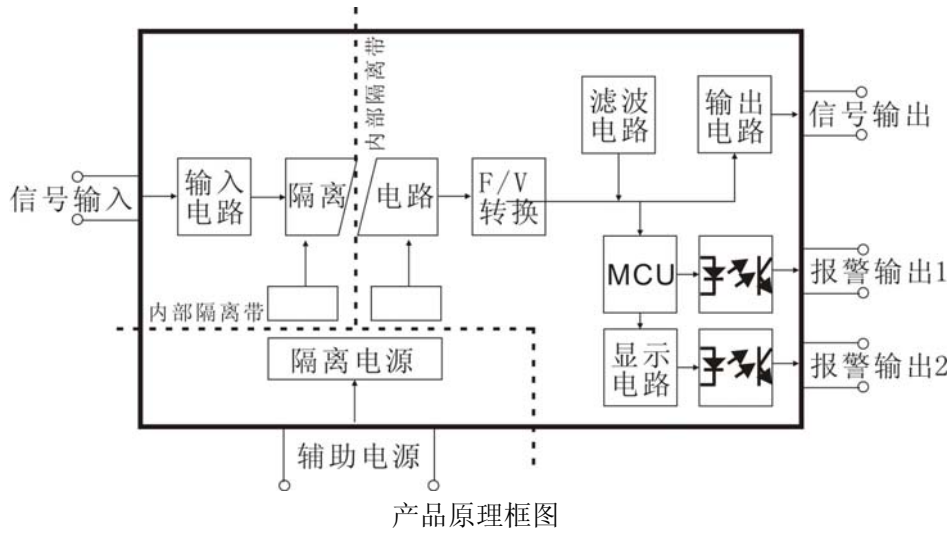 内部隔离带
滤波
电路
输出
电路
信号输出
信号输入
输入
电路
隔离
电路
F/V
转换
MCU
报警输出1
内部隔离带
隔离电源
显示
电路
报警输出2
辅助电源
产品原理框图